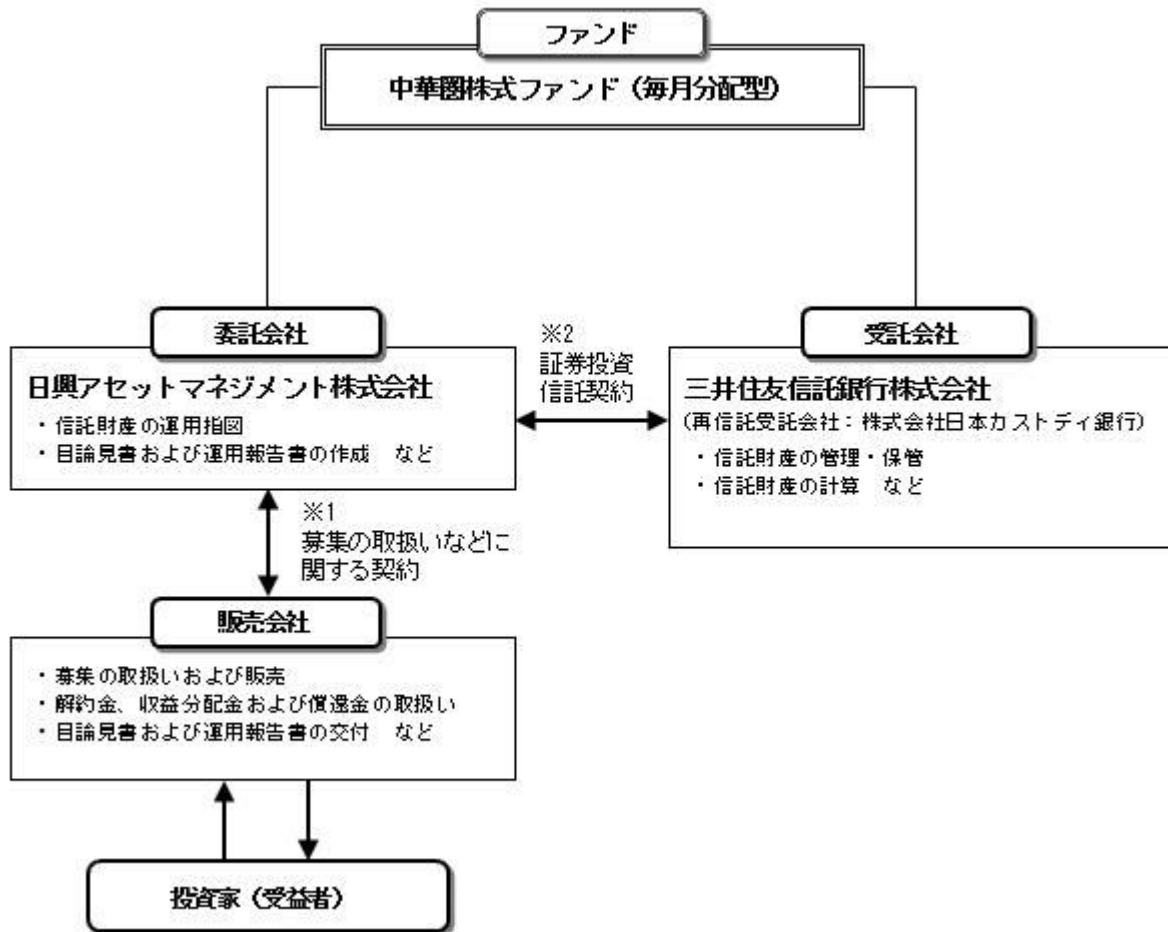 ファンド
中華圏株式ファンド（毎月分配型）
委託会社
日興アセットマネジメント株式会社
・信託財産の運用指図
・目論見書および運用報告書の作成　など
※2
証券投資
信託契約
受託会社
三井住友信託銀行株式会社
(再信託受託会社：株式会社日本カストディ銀行)
・信託財産の管理・保管
・信託財産の計算　など
※1
募集の取扱いなどに
関する契約
販売会社
・募集の取扱いおよび販売
・解約金、収益分配金および償還金の取扱い
・目論見書および運用報告書の交付　など
投資家（受益者）